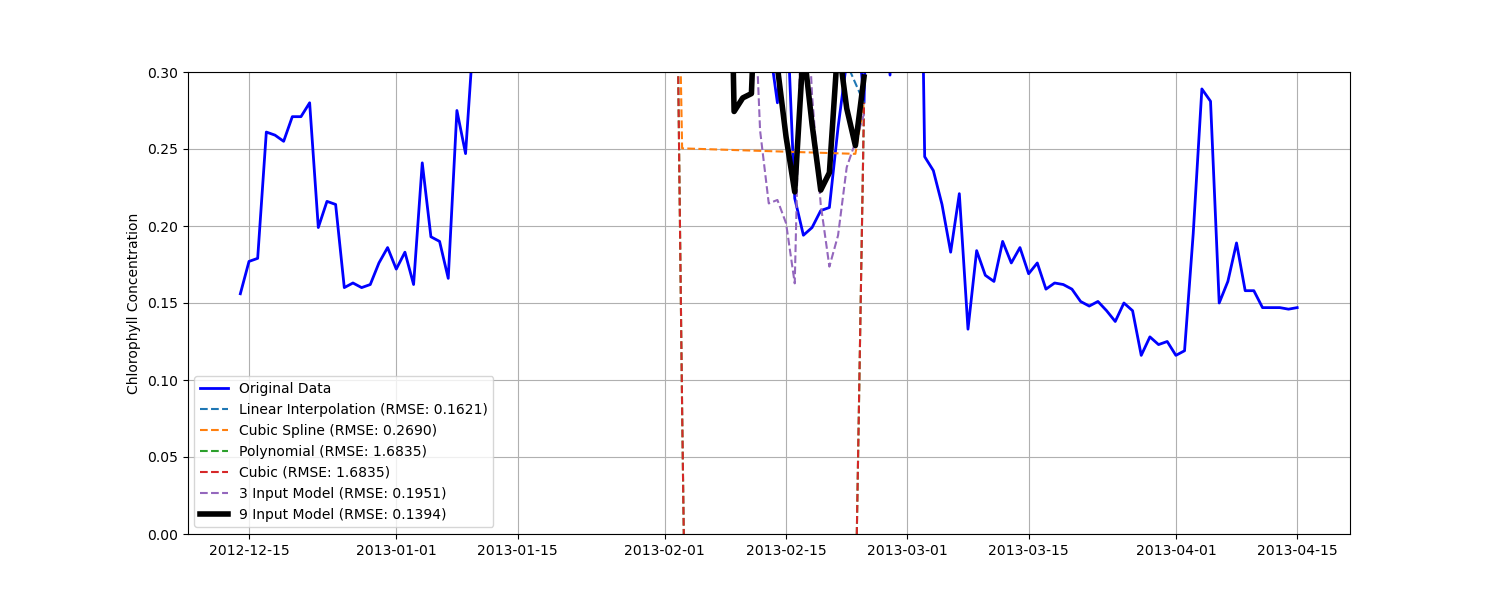 0.30
0.25
0.20
0.15
0.10
0.05
0.00
Chlorophyll Concentration
Original Data
Linear Interpolation (RMSE: 0.1621)
Cubic Spline (RMSE: 0.2690)
Polynomial (RMSE: 1.6835)
Cubic (RMSE: 1.6835)
3 Input Model (RMSE: 0.1951)
9 Input Model (RMSE: 0.1394)
2012-12-15 2013-01-01 2013-01-15 2013-02-01 2013-02-15 2013-03-01 2013-03-15 2013-04-01 2013-04-15